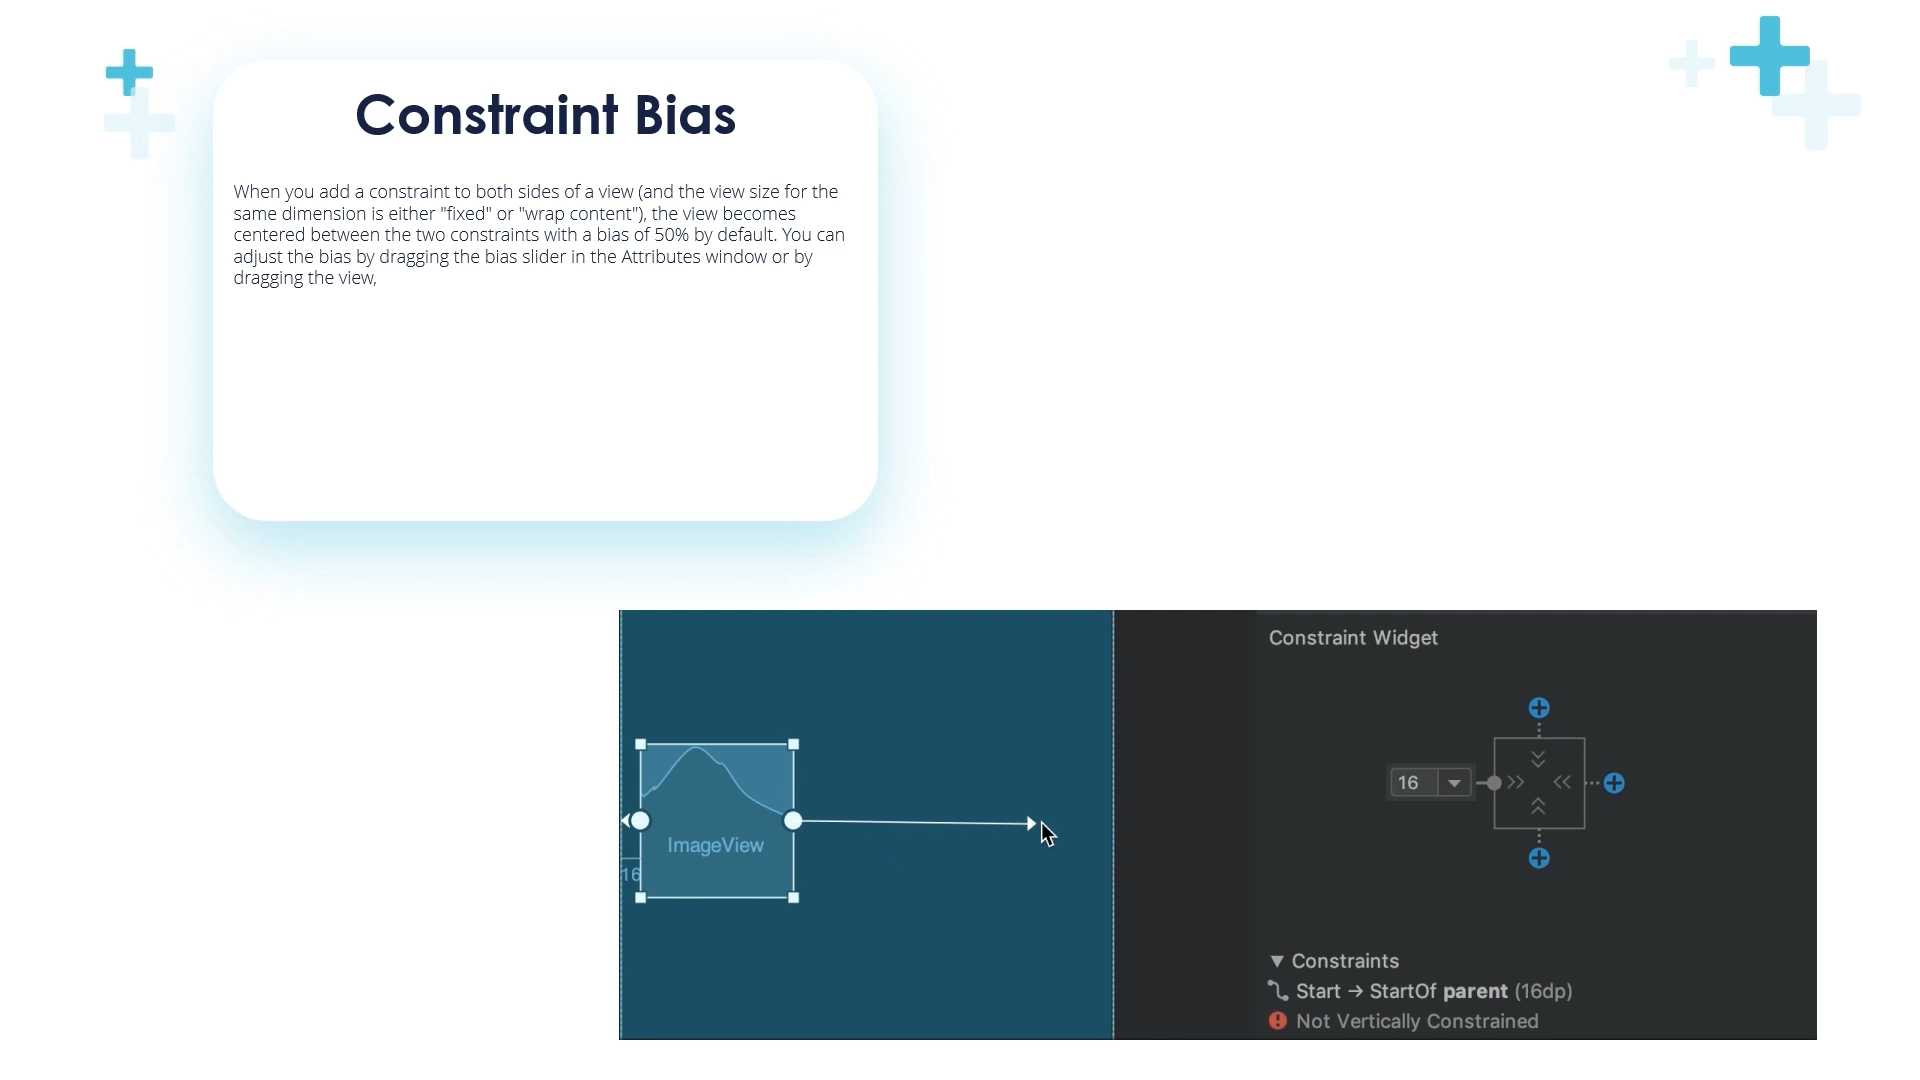 Constraint Bias
When you add a constraint to both sides of a view (and the view size for the
same dimension is either "fixed" or "wrap content"), the view becomes
centered between the two constraints with a bias of 50% by default. You can
adjust the bias by dragging the bias slider in the Attributes window or by
dragging the view,
Constraint Widget
16
ImageView
16
Constraints
Start → StartOf parent (16dp)
Not Vertically Constrained